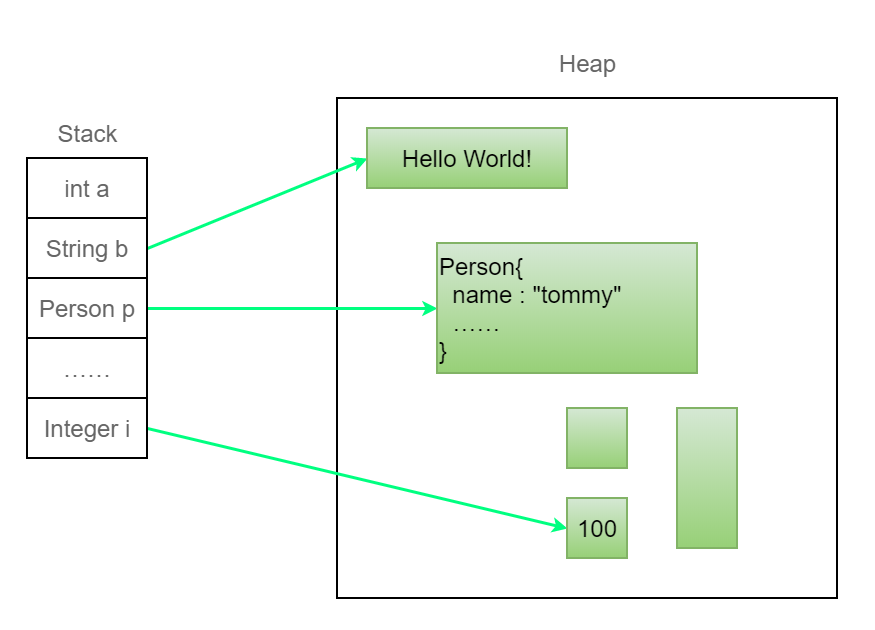 Heap
Stack
int a
String b
Person p
……
Integer i
Hello World!
Person{
name : "tommy"
……
}
100